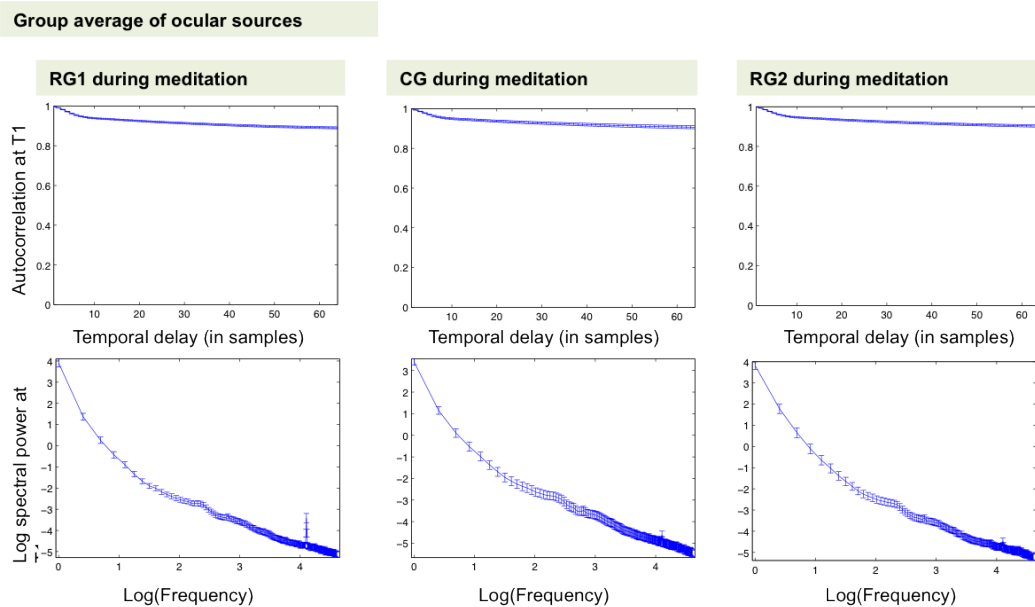 Group average of ocular sources
RG1 during meditation
CG during meditation
RG2 during meditation
Autocorrelation at T1
1
0.8
0.6
0.4
0.2
0
10 20 30 40 50 60
Temporal delay (in samples)
1
0.8
0.6
0.4
0.2
0
10 20 30 40 50 60
Temporal delay (in samples)
1
0.8
0.6
0.4
0.2
0
10 20 30 40 50 60
Temporal delay (in samples)
Log spectral power at
4
3
2
1
0
−1
−2
−3
−4
−5
0 1 2 3 4
Log(Frequency)
4
3
2
1
0
−1
−2
−3
−4
−5
0 1 2 3 4
Log(Frequency)
4
3
2
1
0
−1
−2
−3
−4
−5
0 1 2 3 4
Log(Frequency)